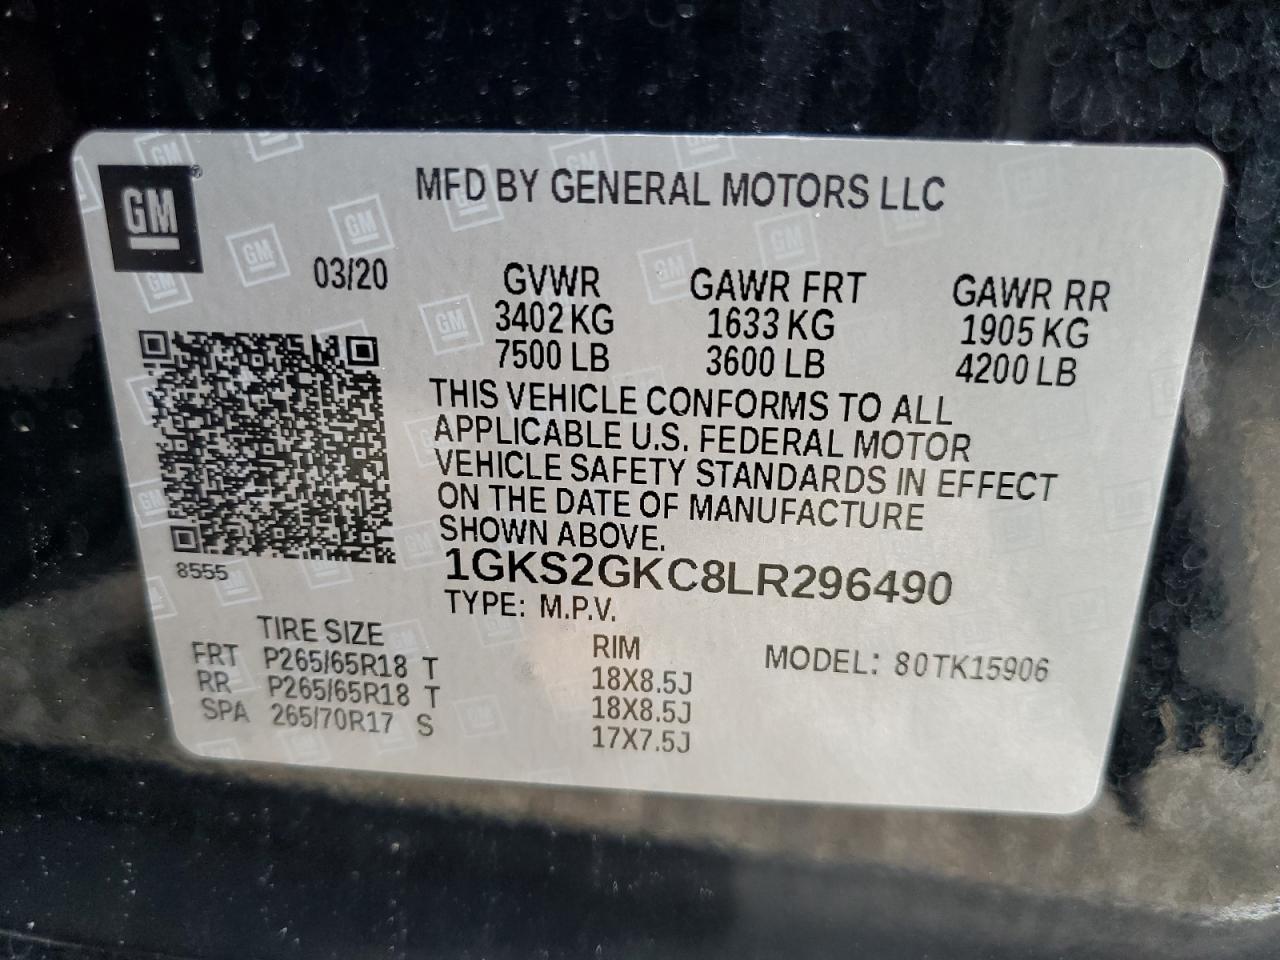 GM
MFD BY GENERAL MOTORS LLC
03/20
GVWR GAWR FRT GAWR RR
3402 KG 1633 KG 1905 KG
7500 LB 3600 LB 4200 LB
THIS VEHICLE CONFORMS TO ALL
APPLICABLE U.S. FEDERAL MOTOR
VEHICLE SAFETY STANDARDS IN EFFECT
ON THE DATE OF MANUFACTURE
SHOWN ABOVE.
8555
1GKS2GKC8LR296490
TYPE: M.P.V.
TIRE SIZE RIM MODEL: 80TK15906
FRT P265/65R18 T 18X8.5J
RR P265/65R18 T 18X8.5J
SPA 265/70R17 S 17X7.5J